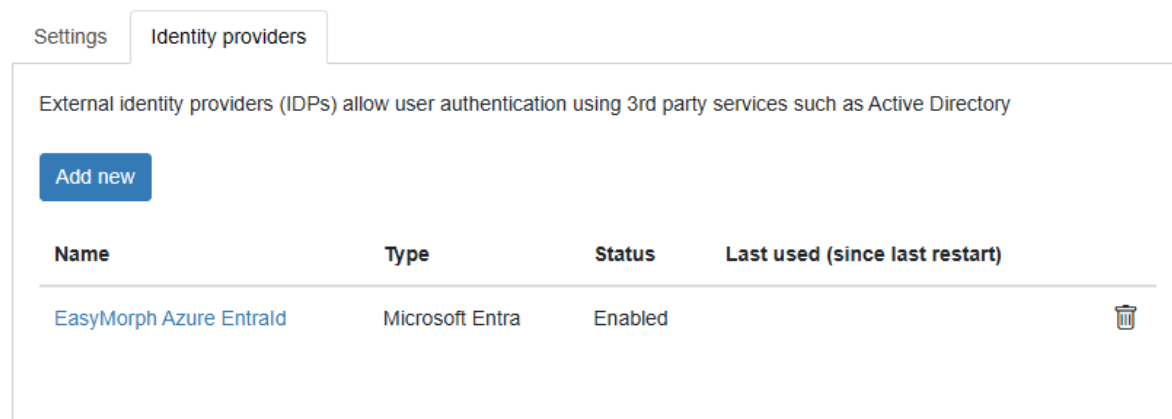 Settings Identity providers
External identity providers (IDPs) allow user authentication using 3rd party services such as Active Directory
Add new
Name Type Status Last used (since last restart)
EasyMorph Azure EntraId Microsoft Entra Enabled